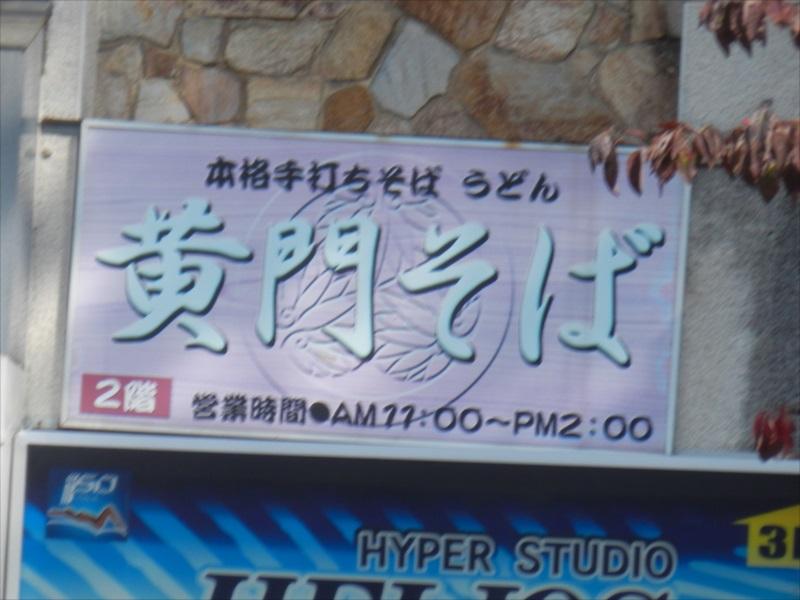 本格手打ちそば うどん
黄門そば
2階
営業時間●AM11:00～PM2:00
HYPER STUDIO